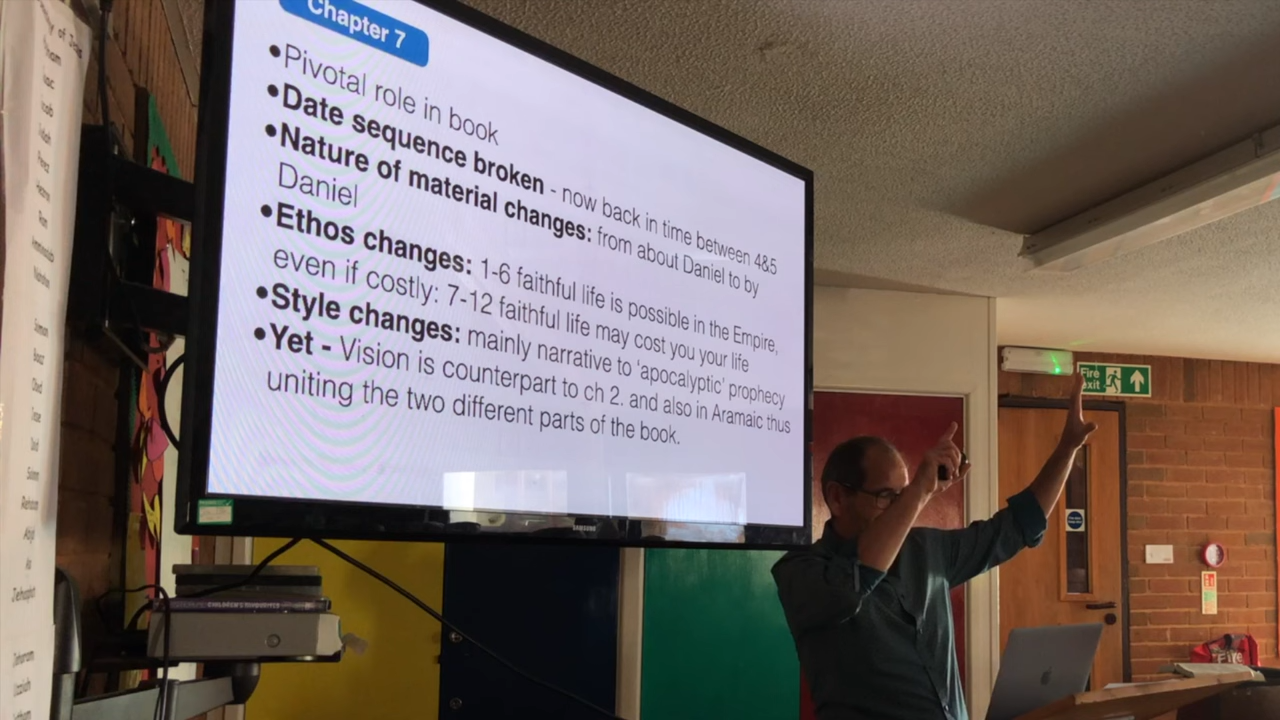 Chapter 7
•Pivotal role in book
•Date sequence broken - now back in time between 4&5
•Nature of material changes: from about Daniel to by
Daniel
•Ethos changes: 1-6 faithful life is possible in the Empire,
even if costly: 7-12 faithful life may cost you your life
•Style changes: mainly narrative to 'apocalyptic' prophecy
•Yet - Vision is counterpart to ch 2. and also in Aramaic thus
uniting the two different parts of the book.
SAMSUNG
Fire
exit
Fire